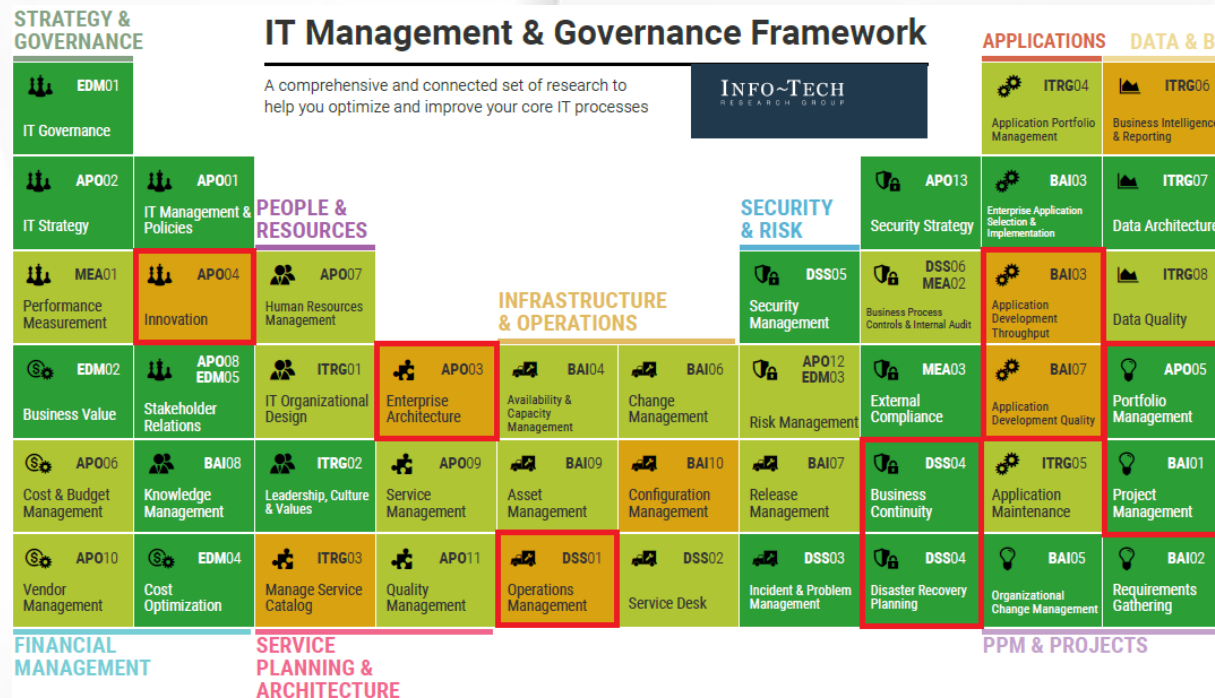 STRATEGY &
GOVERNANCE
IT Management & Governance Framework
A comprehensive and connected set of research to
help you optimize and improve your core IT processes
INFO~TECH
RESEARCH GROUP
APPLICATIONS
DATA & B
EDM01
IT Governance
ITRG04
Application Portfolio
Management
ITRG06
Business Intelligence
& Reporting
APO02
IT Strategy
APO01
IT Management &
Policies
PEOPLE &
RESOURCES
SECURITY
& RISK
APO13
Security Strategy
BAI03
Enterprise Application
Selection &
Implementation
ITRG07
Data Architecture
MEA01
Performance
Measurement
APO04
Innovation
APO07
Human Resources
Management
INFRASTRUCTURE
& OPERATIONS
DSS05
Security
Management
DSS06
MEA02
Business Process
Controls & Internal Audit
BAI03
Application
Development
Throughput
ITRG08
Data Quality
EDM02
Business Value
APO08
EDM05
Stakeholder
Relations
ITRG01
IT Organizational
Design
APO03
Enterprise
Architecture
BAI04
Availability &
Capacity
Management
BAI06
Change
Management
APO12
EDM03
Risk Management
MEA03
External
Compliance
BAI07
Application
Development Quality
APO05
Portfolio
Management
APO06
Cost & Budget
Management
BAI08
Knowledge
Management
ITRG02
Leadership, Culture
& Values
APO09
Service
Management
BAI09
Asset
Management
BAI10
Configuration
Management
BAI07
Release
Management
DSS04
Business
Continuity
ITRG05
Application
Maintenance
BAI01
Project
Management
APO10
Vendor
Management
EDM04
Cost
Optimization
ITRG03
Manage Service
Catalog
APO11
Quality
Management
DSS01
Operations
Management
DSS02
Service Desk
DSS03
Incident & Problem
Management
DSS04
Disaster Recovery
Planning
BAI05
Organizational
Change Management
BAI02
Requirements
Gathering
FINANCIAL
MANAGEMENT
SERVICE
PLANNING &
ARCHITECTURE
PPM & PROJECTS